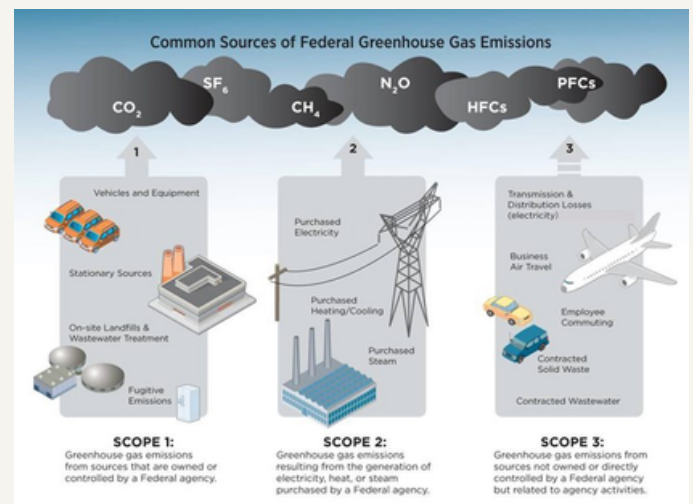 Common Sources of Federal Greenhouse Gas Emissions
CO₂
SF₆
CH₄
N₂O
HFCs
PFCs
1
Vehicles and Equipment
Stationary Sources
On-site Landfills &
Wastewater Treatment
Fugitive
Emissions
SCOPE 1:
Greenhouse gas emissions
from sources that are owned or
controlled by a Federal agency.
2
Purchased
Electricity
Purchased
Heating/Cooling
Purchased
Steam
SCOPE 2:
Greenhouse gas emissions
resulting from the generation of
electricity, heat, or steam
purchased by a Federal agency.
3
Transmission &
Distribution Losses
(electricity)
Business
Air Travel
Employee
Commuting
Contracted
Solid Waste
Contracted Wastewater
SCOPE 3:
Greenhouse gas emissions from
sources not owned or directly
controlled by a Federal agency
but related to agency activities.